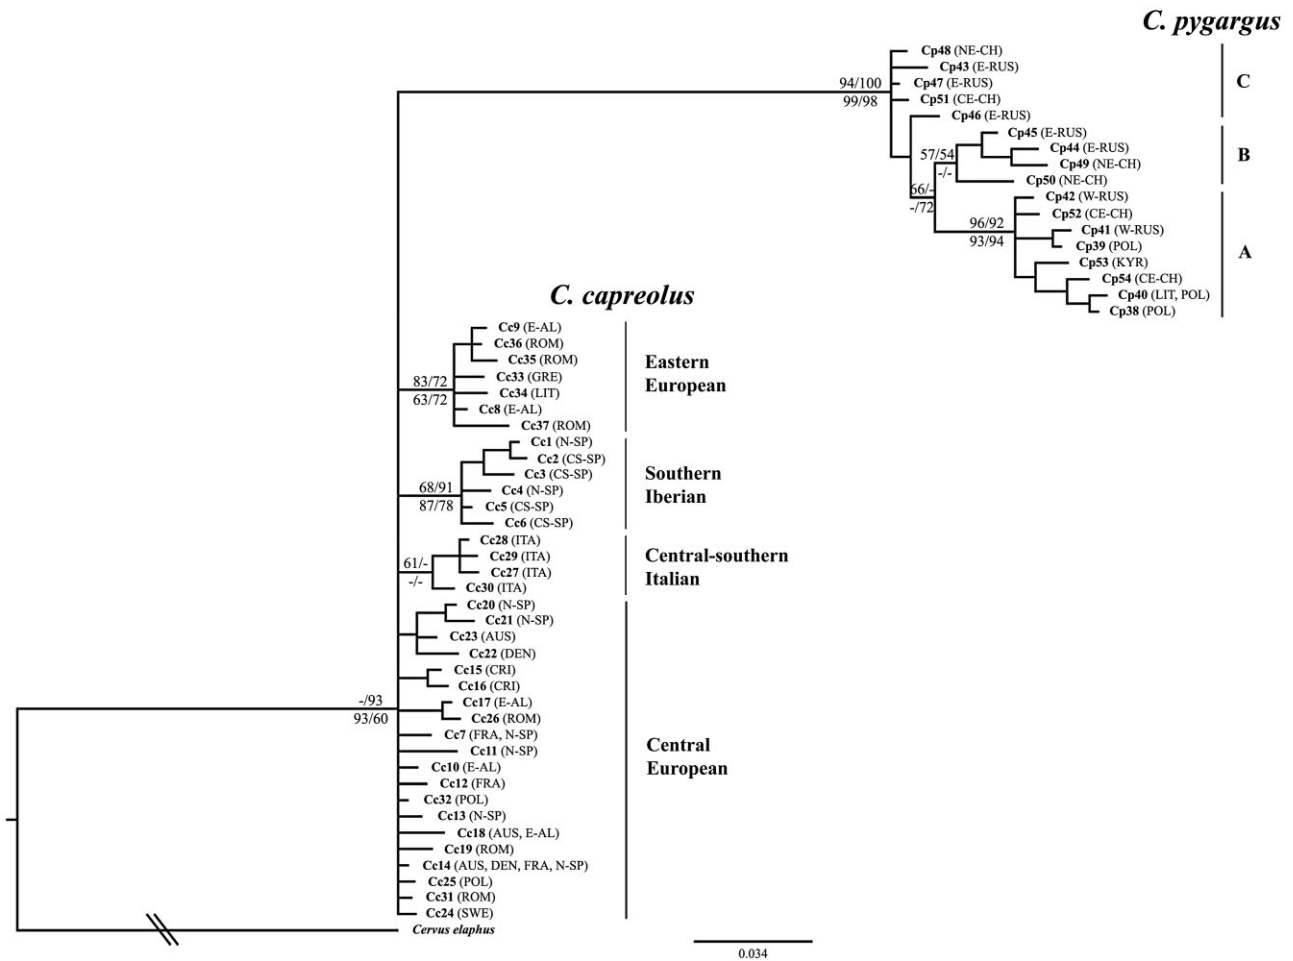 C. pygargus
Cp48 (NE-CH)
Cp43 (E-RUS)
94/100
Cp47 (E-RUS)
C
99/98
Cp51 (CE-CH)
Cp46 (E-RUS)
Cp45 (E-RUS)
57/54
Cp44 (E-RUS)
B
-/-
Cp49 (NE-CH)
Cp50 (NE-CH)
66/-
-/72
Cp42 (W-RUS)
Cp52 (CE-CH)
96/92
93/94
Cp41 (W-RUS)
Cp39 (POL)
A
Cp53 (KYR)
Cp54 (CE-CH)
Cp40 (LIT, POL)
Cp38 (POL)
C. capreolus
Cc9 (E-AL)
Cc36 (ROM)
Cc35 (ROM)
Eastern
European
83/72
63/72
Cc33 (GRE)
Cc34 (LIT)
Cc8 (E-AL)
Cc37 (ROM)
Cc1 (N-SP)
Cc2 (CS-SP)
Cc3 (CS-SP)
Southern
Iberian
68/91
87/78
Cc4 (N-SP)
Cc5 (CS-SP)
Cc6 (CS-SP)
Cc28 (ITA)
Cc29 (ITA)
Central-southern
Italian
61/-
-/-
Cc27 (ITA)
Cc30 (ITA)
Cc20 (N-SP)
Cc21 (N-SP)
Cc23 (AUS)
Cc22 (DEN)
Cc15 (CRI)
Cc16 (CRI)
-/93
93/60
Cc17 (E-AL)
Cc26 (ROM)
Cc7 (FRA, N-SP)
Central
European
Cc11 (N-SP)
Cc10 (E-AL)
Cc12 (FRA)
Cc32 (POL)
Cc13 (N-SP)
Cc18 (AUS, E-AL)
Cc19 (ROM)
Cc14 (AUS, DEN, FRA, N-SP)
Cc25 (POL)
Cc31 (ROM)
Cc24 (SWE)
Cervus elaphus
0.034